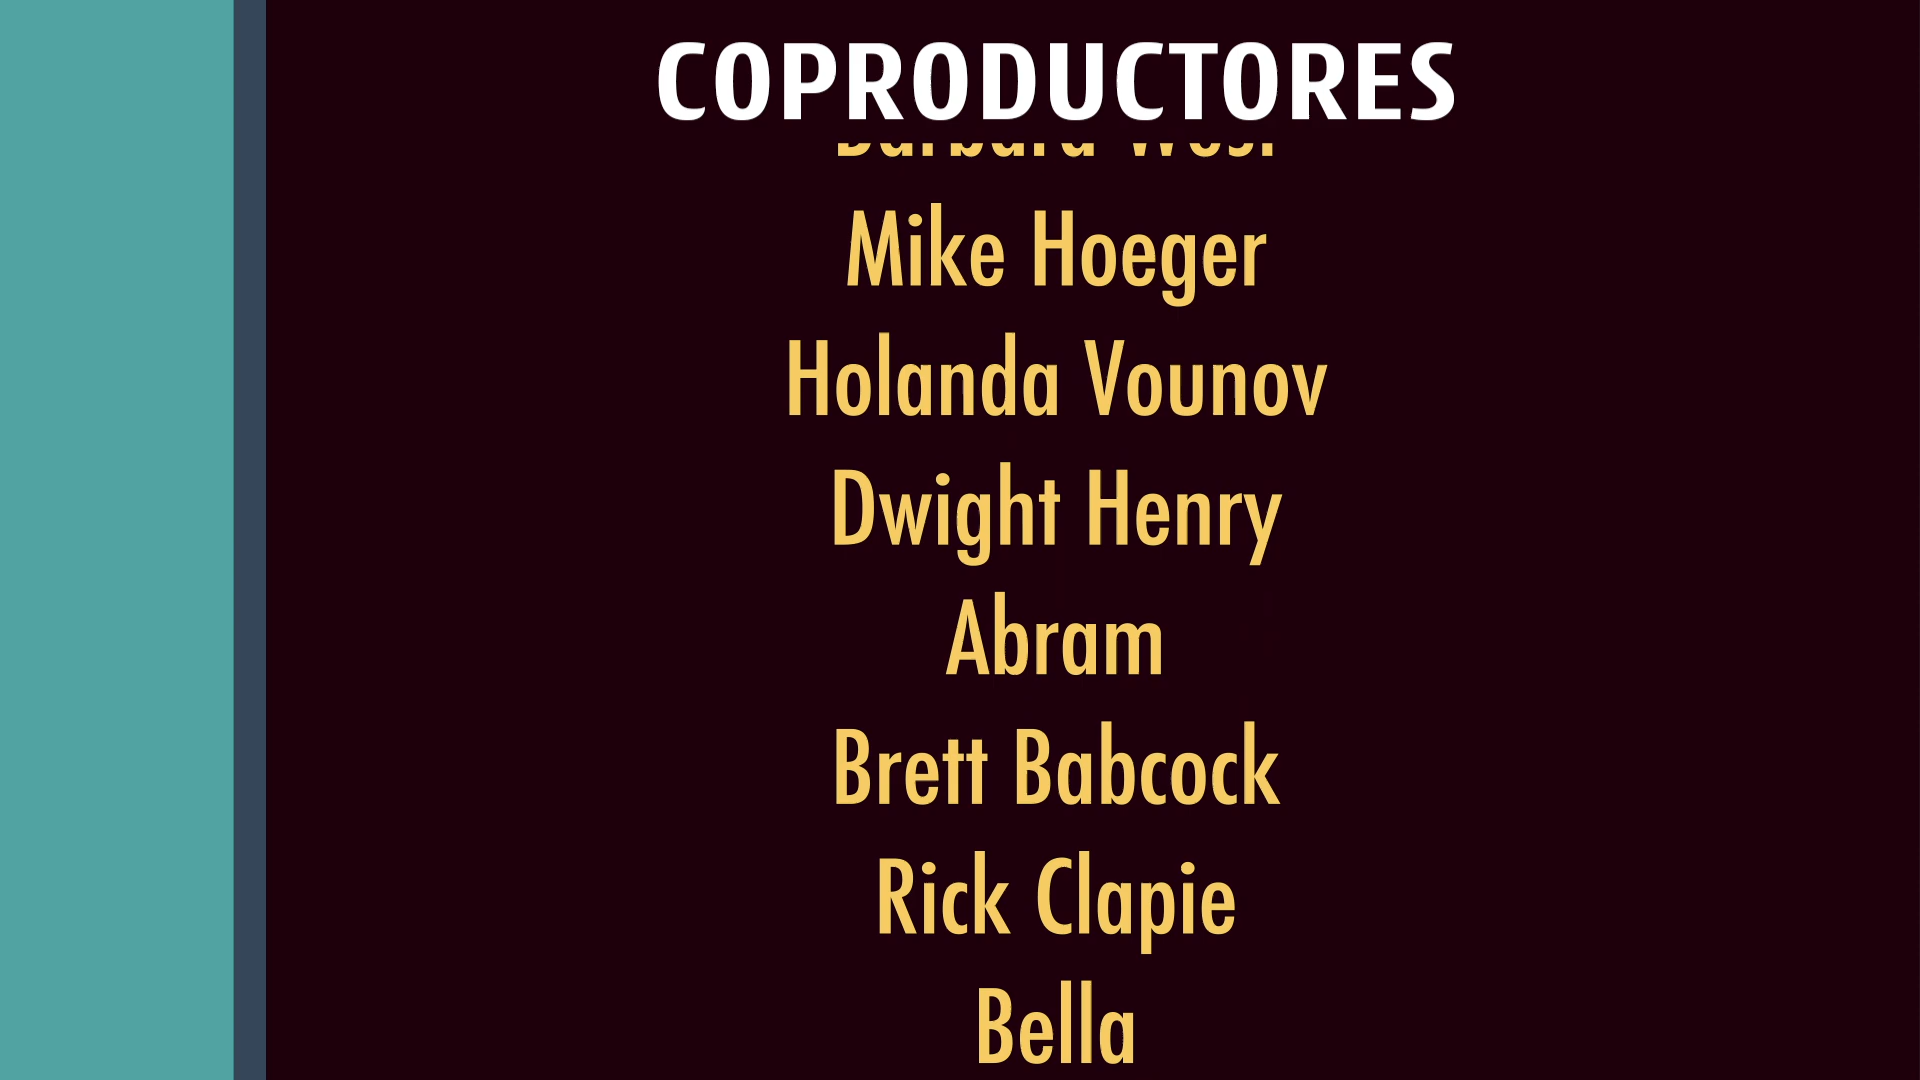 COPRODUCTORES
Mike Hoeger
Holanda Vounov
Dwight Henry
Abram
Brett Babcock
Rick Clapie
Bella